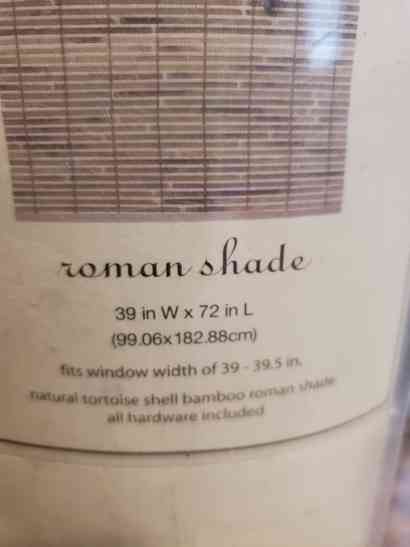 roman shade
39 in W x 72 in L
(99.06x182.88cm)
fits window width of 39 - 39.5 in.
natural tortoise shell bamboo roman shade
all hardware included